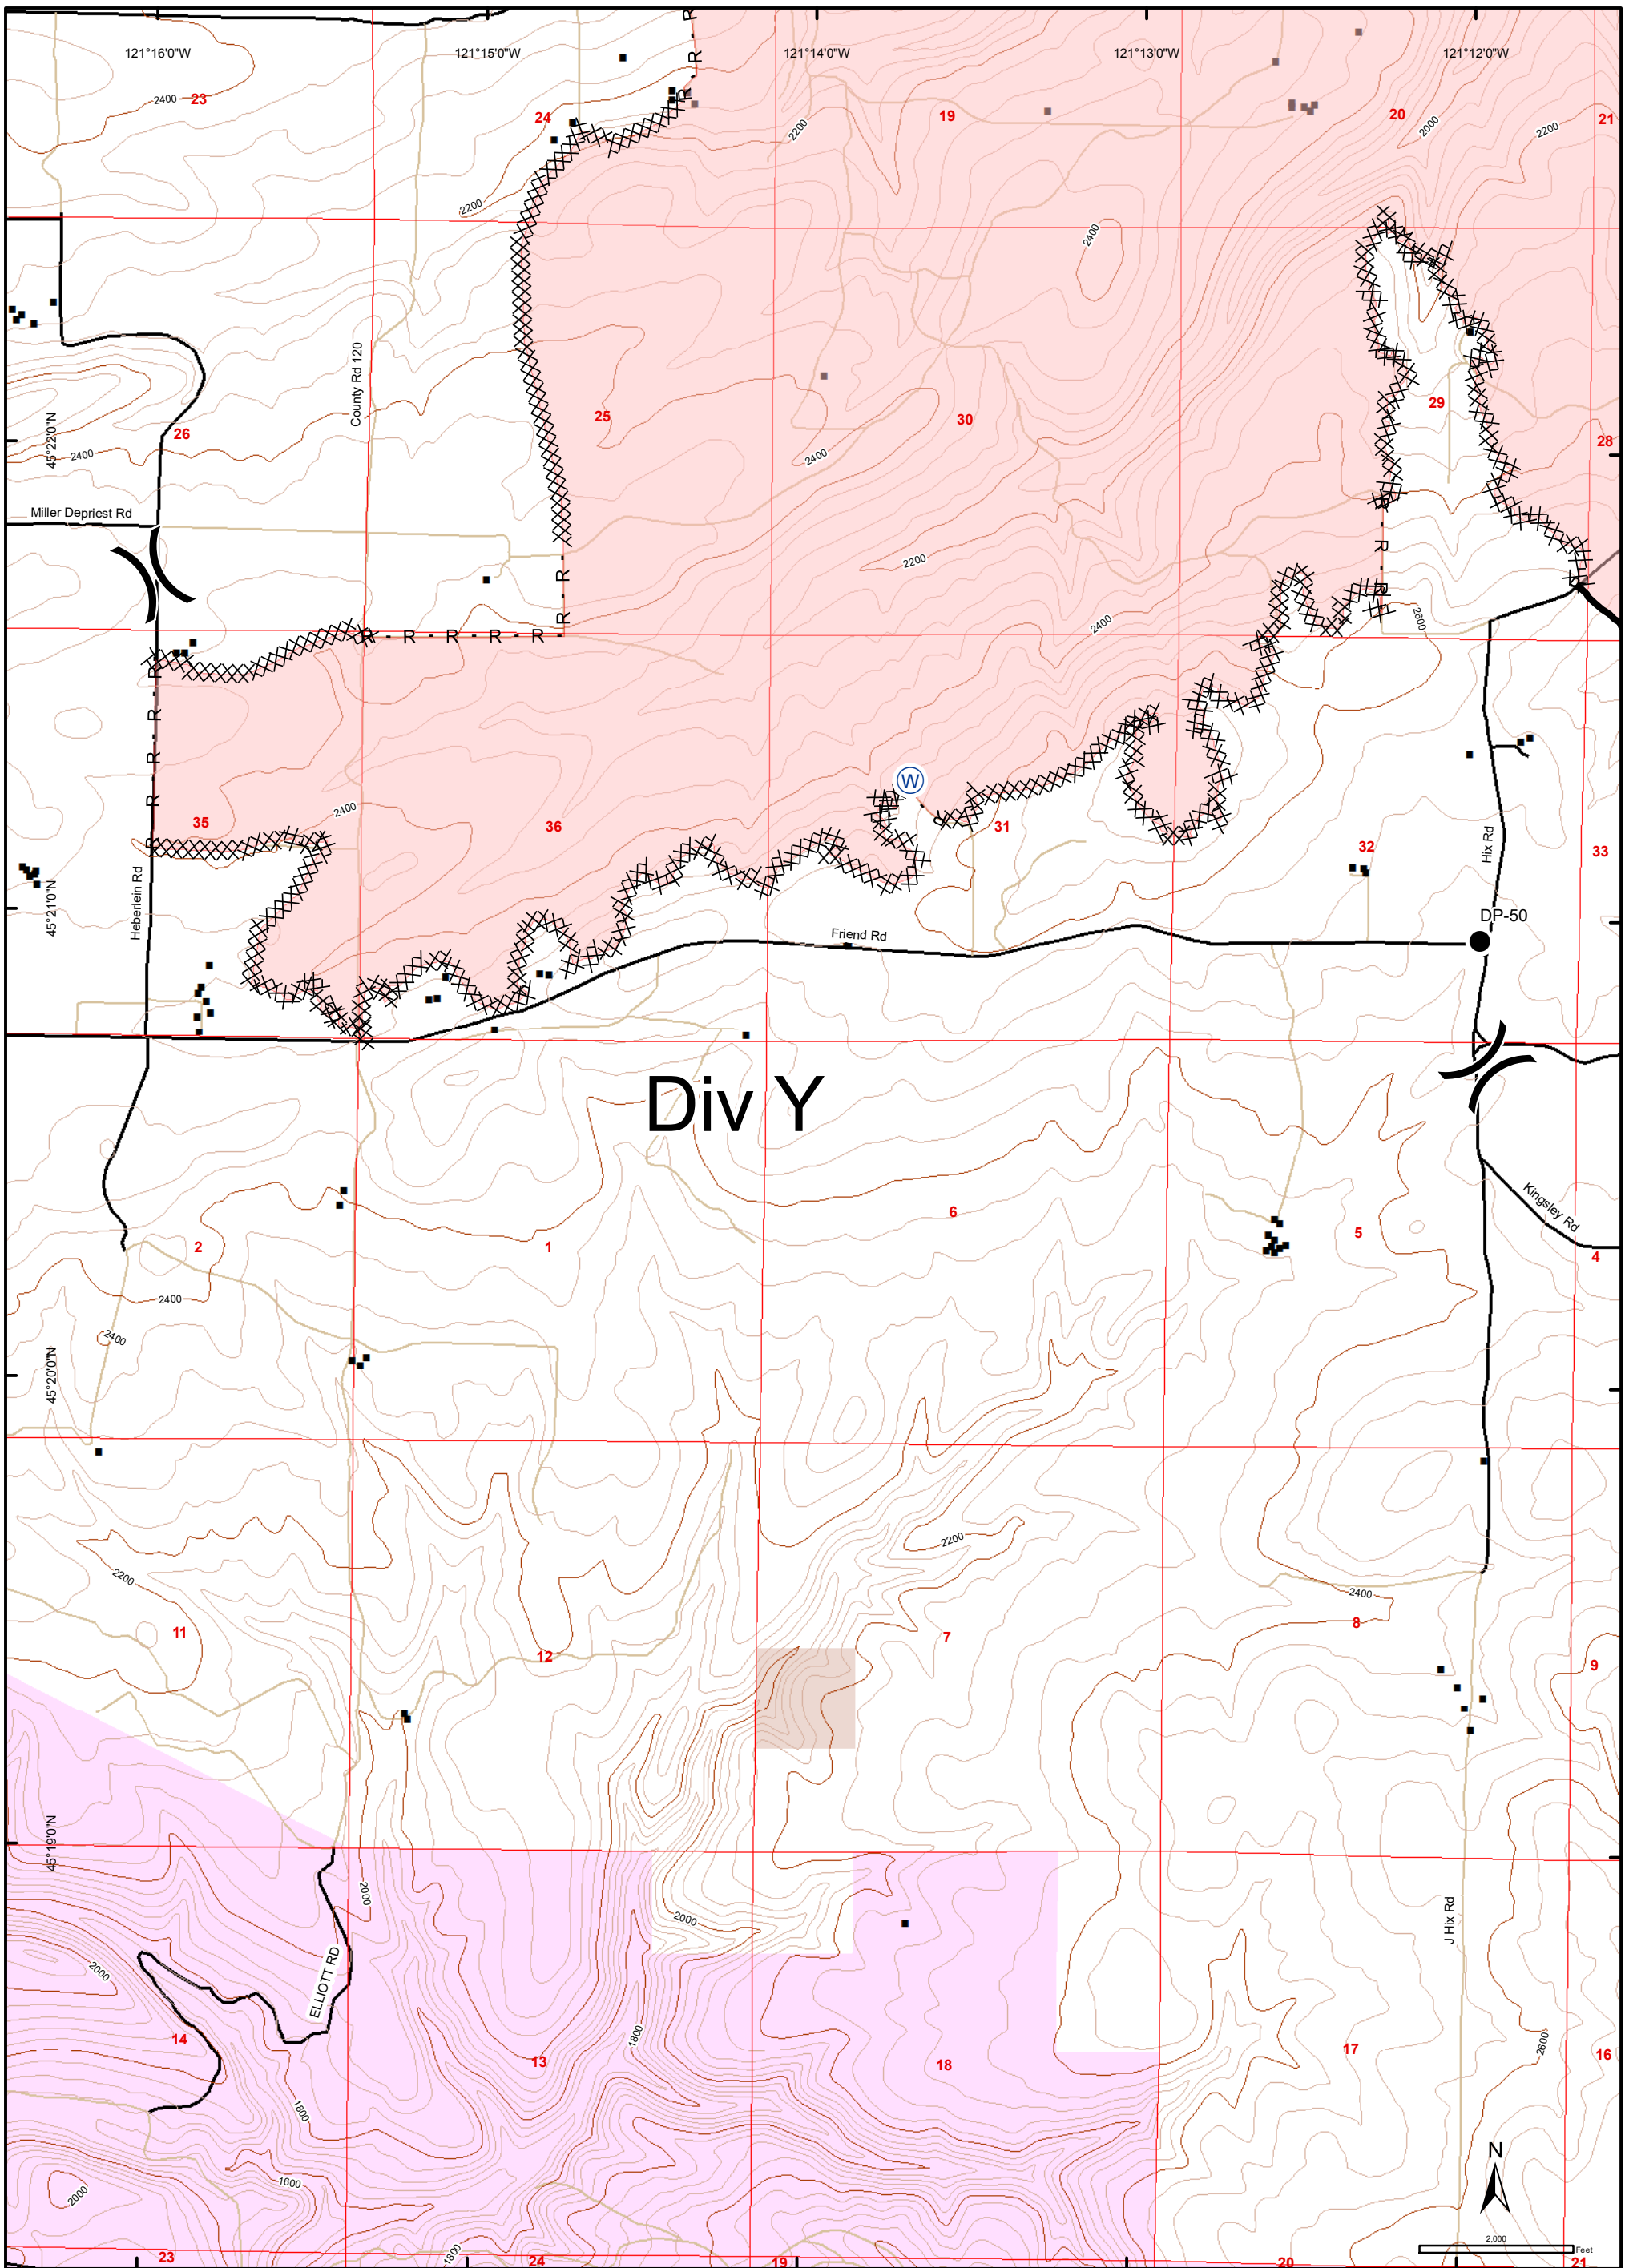 121°16'0"W
121°15'0"W
121°14'0"W
121°13'0"W
121°12'0"W
R
R
R
2400
23
24
19
20
21
2200
2000
2200
2200
2400
County Rd 120
45°22'0"N
26
2400
25
30
29
28
2400
Miller Depriest Rd
R
R
2200
R
R
R
R
2400
2600
R - R - R - R - R -
R
R
R
R
R
W
35
2400
36
31
32
33
Hix Rd
Heberlein Rd
45°21'0"N
DP-50
Friend Rd
Div Y
Kingsley Rd
2
1
6
5
4
2400
2400
45°20'0"N
2200
2200
2400
11
12
7
8
9
45°19'0"N
2000
2000
J Hix Rd
ELLIOTT RD
2000
14
13
1800
18
17
2600
16
1800
N
1600
2000
2,000
Feet
23
1800
24
19
20
21